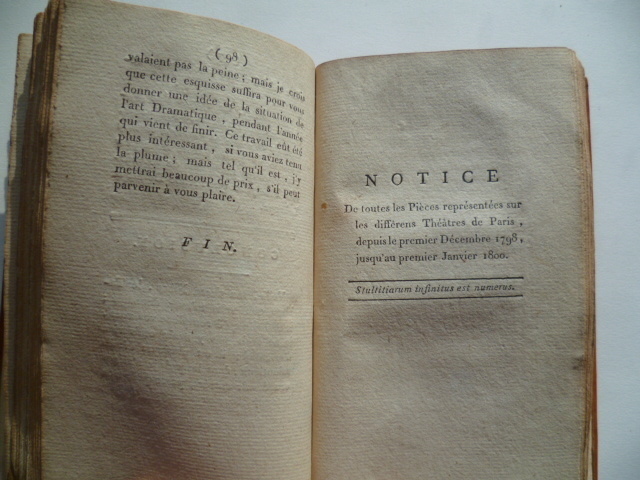 (98)
valaient pas la peine ; mais je crois
que cette esquisse suffira pour vous
donner une idée de la situation de
l'art Dramatique , pendant l'année
qui vient de finir. Ce travail eût été
plus intéressant , si vous aviez tenu
la plume ; mais tel qu'il est , j'y
mettrai beaucoup de prix , s'il peut
parvenir à vous plaire.
FIN.
NOTICE
De toutes les Pièces représentées sur
les différens Théâtres de Paris ,
depuis le premier Décembre 1798,
jusqu'au premier Janvier 1800.
Stultitiarum infinitus est numerus.